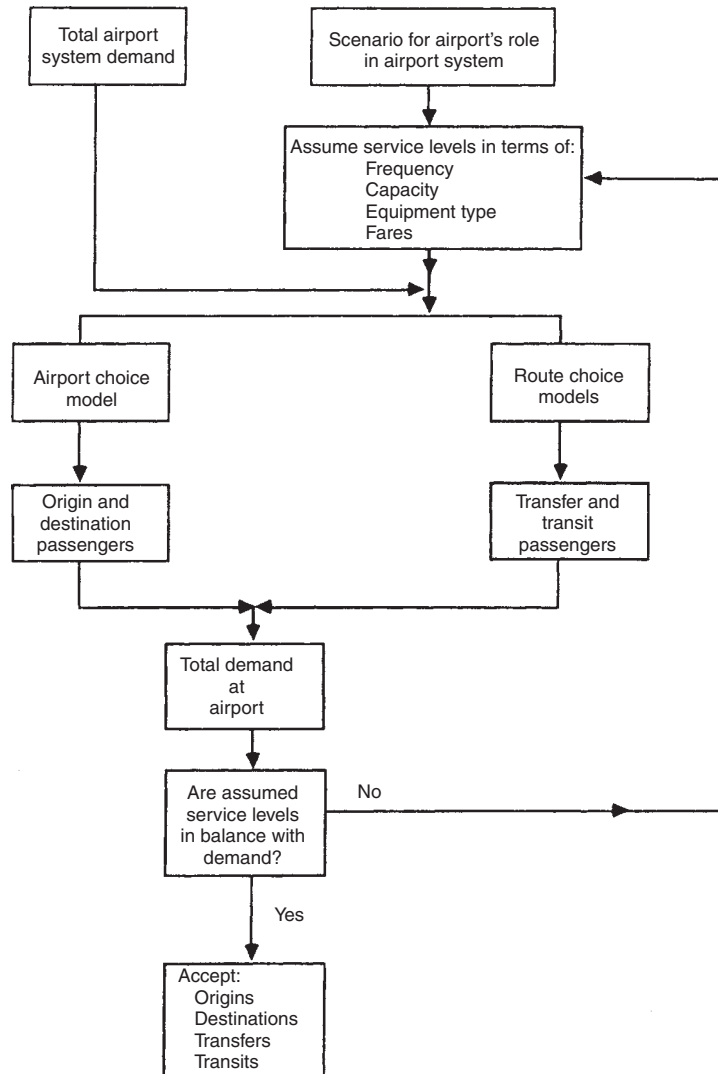 Total airport
system demand
Scenario for airport's role
in airport system
Assume service levels in terms of:
Frequency
Capacity
Equipment type
Fares
Airport choice
model
Route choice
models
Origin and
destination
passengers
Transfer and
transit
passengers
Total demand
at
airport
Are assumed
service levels
in balance with
demand?
No
Yes
Accept:
Origins
Destinations
Transfers
Transits